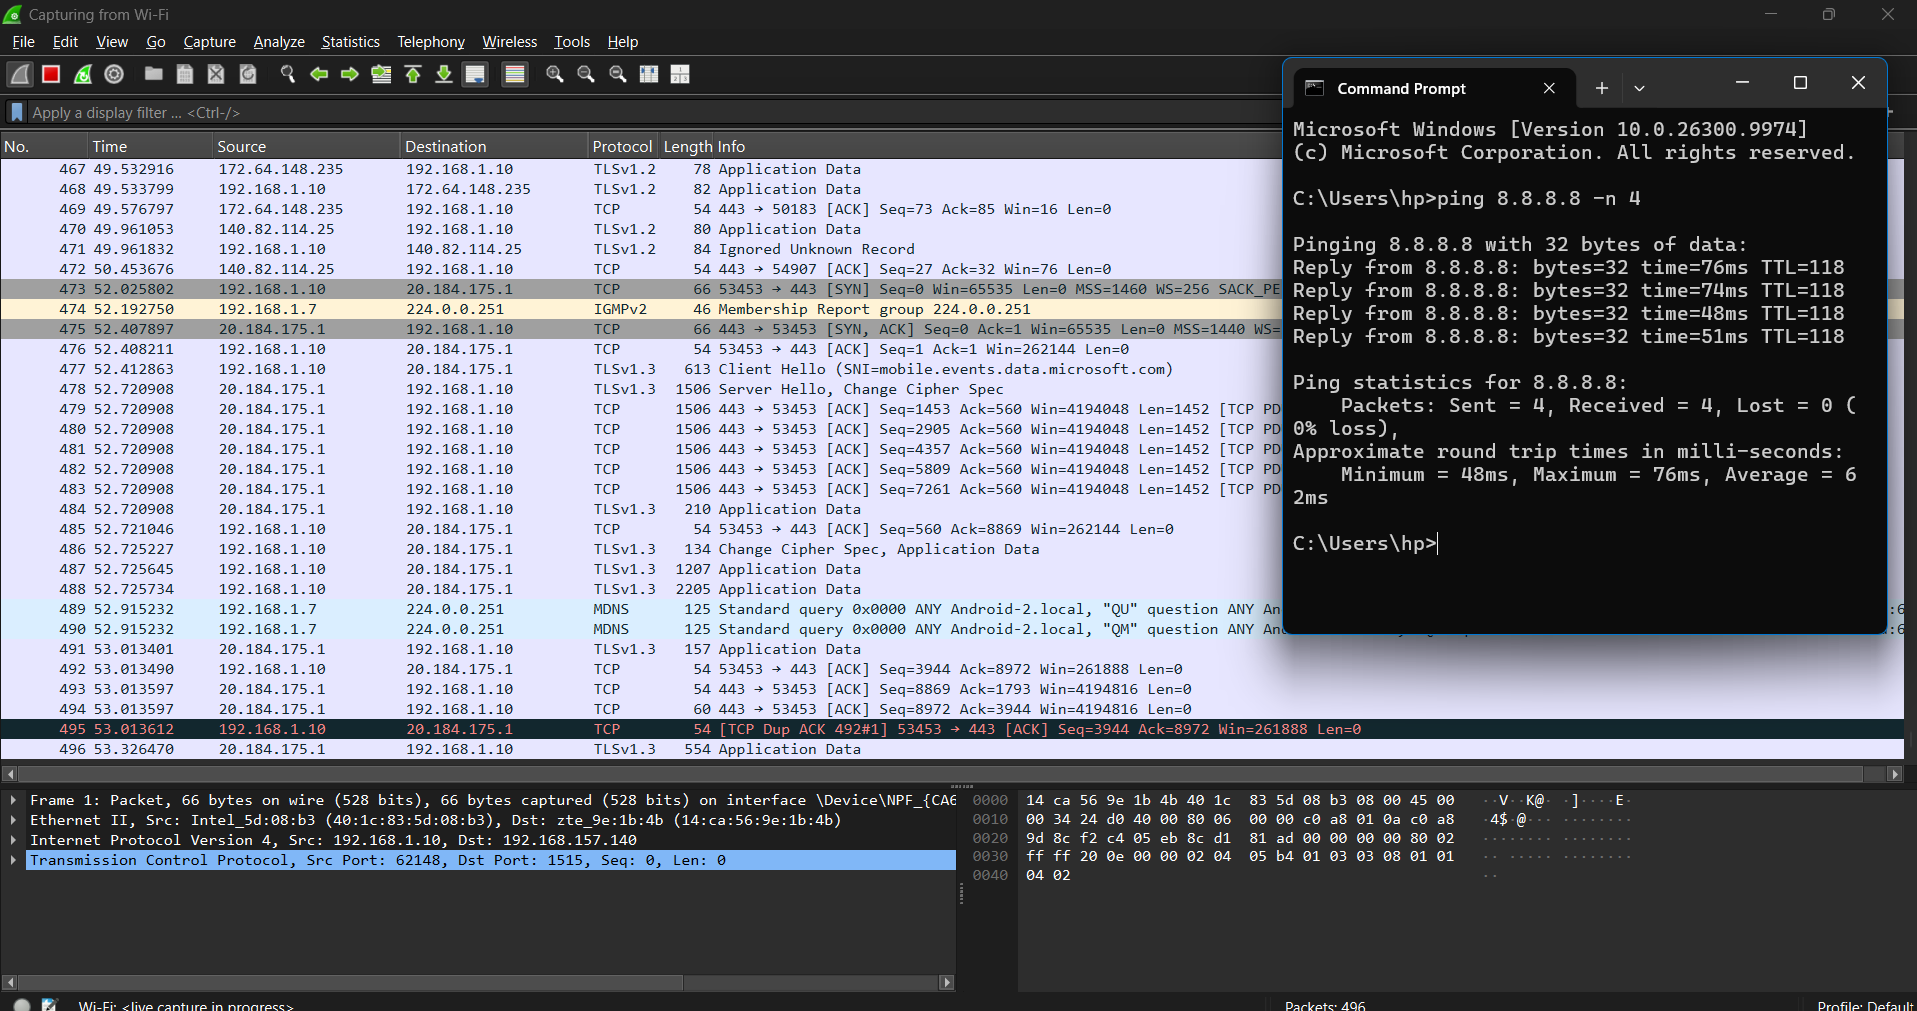 Capturing from Wi-Fi
File Edit View Go Capture Analyze Statistics Telephony Wireless Tools Help
Apply a display filter ... <Ctrl-/>
No. Time Source Destination Protocol Length Info
467 49.532916 172.64.148.235 192.168.1.10 TLSv1.2 78 Application Data
468 49.533799 192.168.1.10 172.64.148.235 TLSv1.2 82 Application Data
469 49.576797 172.64.148.235 192.168.1.10 TCP 54 443 → 50183 [ACK] Seq=73 Ack=85 Win=16 Len=0
470 49.961053 140.82.114.25 192.168.1.10 TLSv1.2 80 Application Data
471 49.961832 192.168.1.10 140.82.114.25 TLSv1.2 84 Ignored Unknown Record
472 50.453676 140.82.114.25 192.168.1.10 TCP 54 443 → 54907 [ACK] Seq=27 Ack=32 Win=76 Len=0
473 52.025802 192.168.1.10 20.184.175.1 TCP 66 53453 → 443 [SYN] Seq=0 Win=65535 Len=0 MSS=1460 WS=256 SACK_PE
474 52.192750 192.168.1.7 224.0.0.251 IGMPv2 46 Membership Report group 224.0.0.251
475 52.407897 20.184.175.1 192.168.1.10 TCP 66 443 → 53453 [SYN, ACK] Seq=0 Ack=1 Win=65535 Len=0 MSS=1440 WS=
476 52.408211 192.168.1.10 20.184.175.1 TCP 54 53453 → 443 [ACK] Seq=1 Ack=1 Win=262144 Len=0
477 52.412863 192.168.1.10 20.184.175.1 TLSv1.3 613 Client Hello (SNI=mobile.events.data.microsoft.com)
478 52.720908 20.184.175.1 192.168.1.10 TLSv1.3 1506 Server Hello, Change Cipher Spec
479 52.720908 20.184.175.1 192.168.1.10 TCP 1506 443 → 53453 [ACK] Seq=1453 Ack=560 Win=4194048 Len=1452 [TCP PD
480 52.720908 20.184.175.1 192.168.1.10 TCP 1506 443 → 53453 [ACK] Seq=2905 Ack=560 Win=4194048 Len=1452 [TCP PD
481 52.720908 20.184.175.1 192.168.1.10 TCP 1506 443 → 53453 [ACK] Seq=4357 Ack=560 Win=4194048 Len=1452 [TCP PD
482 52.720908 20.184.175.1 192.168.1.10 TCP 1506 443 → 53453 [ACK] Seq=5809 Ack=560 Win=4194048 Len=1452 [TCP PD
483 52.720908 20.184.175.1 192.168.1.10 TCP 1506 443 → 53453 [ACK] Seq=7261 Ack=560 Win=4194048 Len=1452 [TCP PD
484 52.720908 20.184.175.1 192.168.1.10 TLSv1.3 210 Application Data
485 52.721046 192.168.1.10 20.184.175.1 TCP 54 53453 → 443 [ACK] Seq=560 Ack=8869 Win=262144 Len=0
486 52.725227 192.168.1.10 20.184.175.1 TLSv1.3 134 Change Cipher Spec, Application Data
487 52.725645 192.168.1.10 20.184.175.1 TLSv1.3 1207 Application Data
488 52.725734 192.168.1.10 20.184.175.1 TLSv1.3 2205 Application Data
489 52.915232 192.168.1.7 224.0.0.251 MDNS 125 Standard query 0x0000 ANY Android-2.local, "QU" question ANY An
490 52.915232 192.168.1.7 224.0.0.251 MDNS 125 Standard query 0x0000 ANY Android-2.local, "QM" question ANY An
491 53.013401 20.184.175.1 192.168.1.10 TLSv1.3 157 Application Data
492 53.013490 192.168.1.10 20.184.175.1 TCP 54 53453 → 443 [ACK] Seq=3944 Ack=8972 Win=261888 Len=0
493 53.013597 20.184.175.1 192.168.1.10 TCP 54 443 → 53453 [ACK] Seq=8869 Ack=1793 Win=4194816 Len=0
494 53.013597 20.184.175.1 192.168.1.10 TCP 60 443 → 53453 [ACK] Seq=8972 Ack=3944 Win=4194816 Len=0
495 53.013612 192.168.1.10 20.184.175.1 TCP 54 [TCP Dup ACK 492#1] 53453 → 443 [ACK] Seq=3944 Ack=8972 Win=261888 Len=0
496 53.326470 20.184.175.1 192.168.1.10 TLSv1.3 554 Application Data
Command Prompt
Microsoft Windows [Version 10.0.26300.9974]
(c) Microsoft Corporation. All rights reserved.
C:\Users\hp>ping 8.8.8.8 -n 4
Pinging 8.8.8.8 with 32 bytes of data:
Reply from 8.8.8.8: bytes=32 time=76ms TTL=118
Reply from 8.8.8.8: bytes=32 time=74ms TTL=118
Reply from 8.8.8.8: bytes=32 time=48ms TTL=118
Reply from 8.8.8.8: bytes=32 time=51ms TTL=118
Ping statistics for 8.8.8.8:
Packets: Sent = 4, Received = 4, Lost = 0 (
0% loss),
Approximate round trip times in milli-seconds:
Minimum = 48ms, Maximum = 76ms, Average = 6
2ms
C:\Users\hp>
Frame 1: Packet, 66 bytes on wire (528 bits), 66 bytes captured (528 bits) on interface \Device\NPF_{CA6
Ethernet II, Src: Intel_5d:08:b3 (40:1c:83:5d:08:b3), Dst: zte_9e:1b:4b (14:ca:56:9e:1b:4b)
Internet Protocol Version 4, Src: 192.168.1.10, Dst: 192.168.157.140
Transmission Control Protocol, Src Port: 62148, Dst Port: 1515, Seq: 0, Len: 0
0000 14 ca 56 9e 1b 4b 40 1c 83 5d 08 b3 08 00 45 00 ··V··K@· ·]····E·
0010 00 34 24 d0 40 00 80 06 00 00 c0 a8 01 0a c0 a8 ·4$·@··· ········
0020 9d 8c f2 c4 05 eb 8c d1 81 ad 00 00 00 00 80 02 ········ ········
0030 ff ff 20 0e 00 00 02 04 05 b4 01 03 03 08 01 01 ·· ····· ········
0040 04 02 ··
Wi-Fi: <live capture in progress>
Packets: 496
Profile: Default